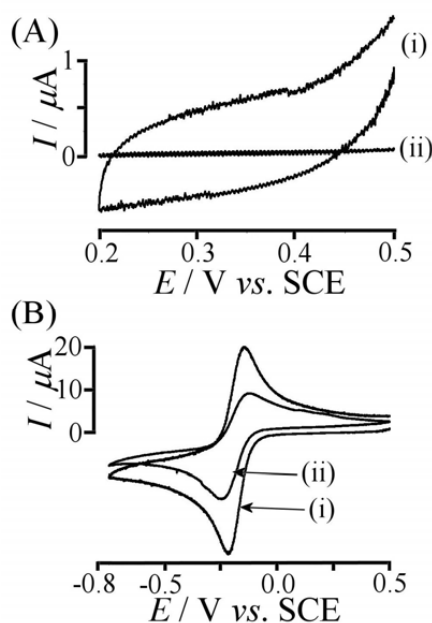 (A)
(i)
1
I / μA
0
(ii)
0.2 0.3 0.4 0.5
E / V vs. SCE
(B)
20
I / μA
10
0
(ii)
(i)
-0.8 -0.5 0.0 0.5
E / V vs. SCE